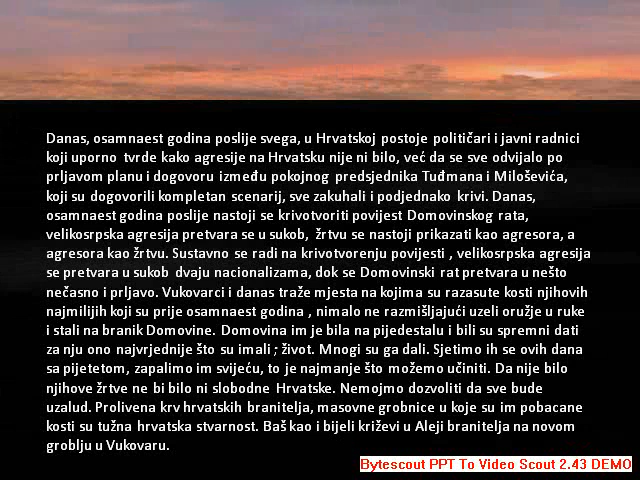 Danas, osamnaest godina poslije svega, u Hrvatskoj postoje političari i javni radnici
koji uporno tvrde kako agresije na Hrvatsku nije ni bilo, već da se sve odvijalo po
prljavom planu i dogovoru između pokojnog predsjednika Tuđmana i Miloševića,
koji su dogovorili kompletan scenarij, sve zakuhali i podjednako krivi. Danas,
osamnaest godina poslije nastoji se krivotvoriti povijest Domovinskog rata,
velikosrpska agresija pretvara se u sukob, žrtvu se nastoji prikazati kao agresora, a
agresora kao žrtvu. Sustavno se radi na krivotvorenju povijesti , velikosrpska agresija
se pretvara u sukob dvaju nacionalizama, dok se Domovinski rat pretvara u nešto
nečasno i prljavo. Vukovarci i danas traže mjesta na kojima su razasute kosti njihovih
najmilijih koji su prije osamnaest godina , nimalo ne razmišljajući uzeli oružje u ruke
i stali na branik Domovine. Domovina im je bila na pijedestalu i bili su spremni dati
za nju ono najvrjednije što su imali ; život. Mnogi su ga dali. Sjetimo ih se ovih dana
sa pijetetom, zapalimo im svijeću, to je najmanje što možemo učiniti. Da nije bilo
njihove žrtve ne bi bilo ni slobodne Hrvatske. Nemojmo dozvoliti da sve bude
uzalud. Prolivena krv hrvatskih branitelja, masovne grobnice u koje su im pobacane
kosti su tužna hrvatska stvarnost. Baš kao i bijeli križevi u Aleji branitelja na novom
groblju u Vukovaru.
Bytescout PPT To Video Scout 2.43 DEMO